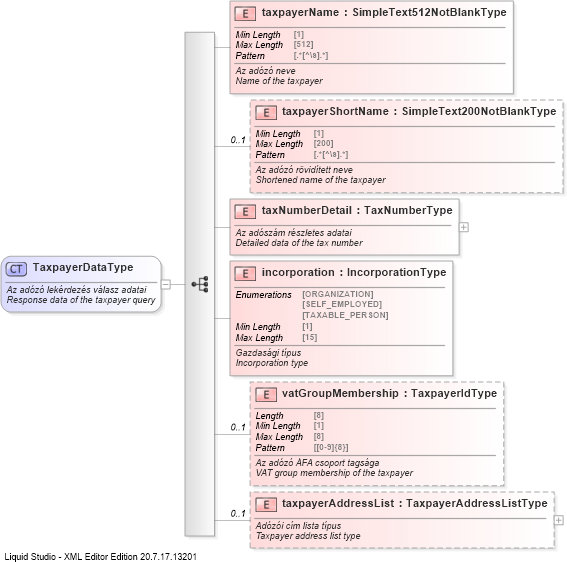 E taxpayerName : SimpleText512NotBlankType
Min Length [1]
Max Length [512]
Pattern [.*[^\s].*]
Az adózó neve
Name of the taxpayer
0..1
E taxpayerShortName : SimpleText200NotBlankType
Min Length [1]
Max Length [200]
Pattern [.*[^\s].*]
Az adózó rövidített neve
Shortened name of the taxpayer
E taxNumberDetail : TaxNumberType
Az adószám részletes adatai
Detailed data of the tax number
CT TaxpayerDataType
Az adózó lekérdezés válasz adatai
Response data of the taxpayer query
E incorporation : IncorporationType
Enumerations [ORGANIZATION]
[SELF_EMPLOYED]
[TAXABLE_PERSON]
Min Length [1]
Max Length [15]
Gazdasági típus
Incorporation type
0..1
E vatGroupMembership : TaxpayerIdType
Length [8]
Min Length [1]
Max Length [8]
Pattern [[0-9]{8}]
Az adózó ÁFA csoport tagsága
VAT group membership of the taxpayer
0..1
E taxpayerAddressList : TaxpayerAddressListType
Adózói cím lista típus
Taxpayer address list type
Liquid Studio - XML Editor Edition 20.7.17.13201